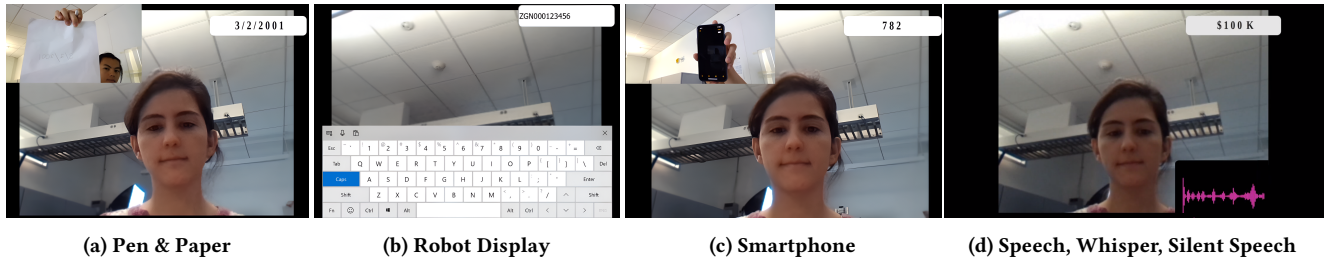 3/2/2001
ZGN000123456
782
$100 K
Esc 1 2 3 4 5 6 7 8 9 0 - =
Tab Q W E R T Y U I O P [ ] \ Del
Caps A S D F G H J K L ; ' Enter
Shift Z X C V B N M , . / Shift
Fn Ctrl Alt Alt Ctrl
(a) Pen & Paper
(b) Robot Display
(c) Smartphone
(d) Speech, Whisper, Silent Speech